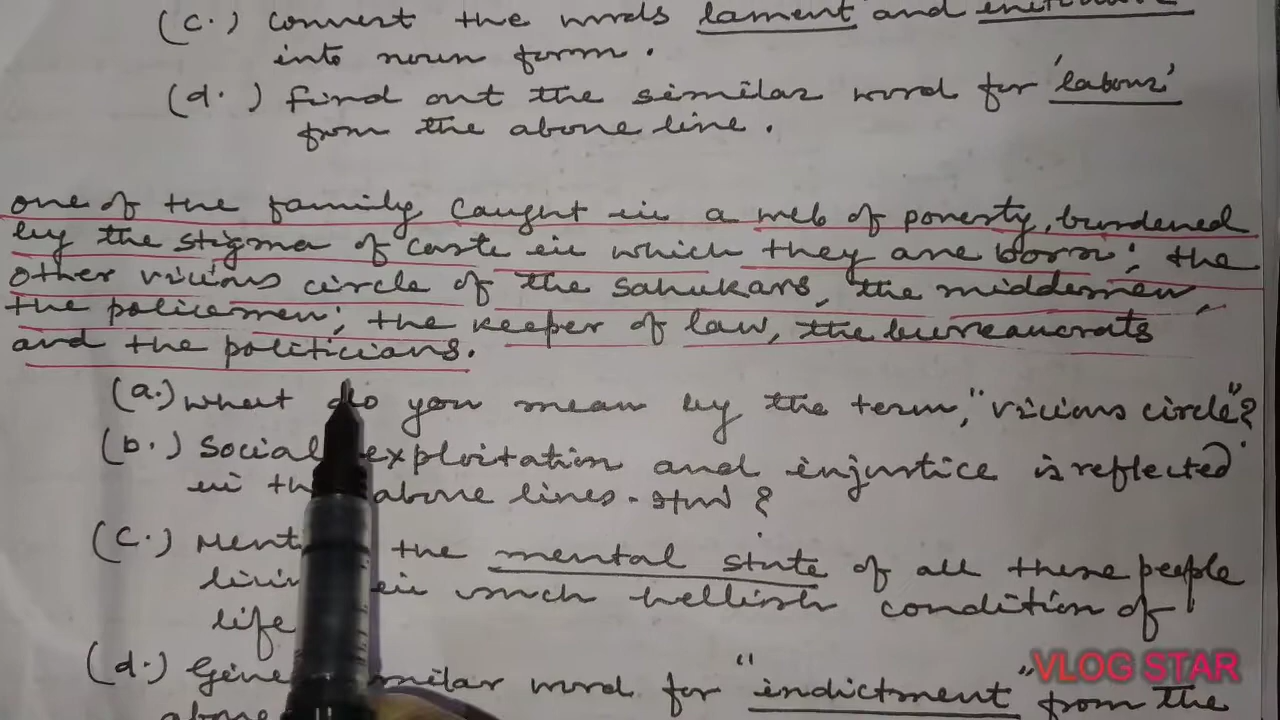 (c.) convert the words lament and
into noun form.
(d.) find out the similar word for 'labour'
from the above line.
one of the family caught in a web of poverty, burdened
by the stigma of caste in which they are born; the
other vicious circle of the sahukars, the middlemen,
the policemen; the keeper of law, the bureaucrats
and the politicians.
(a.) what do you mean by the term, "vicious circle"?
(b.) Social exploitation and injustice is reflected
in the above lines.
(c.) the mental state of all these people
in such hellish condition of
life
(d.) for "indictment" from the
VLOG STAR